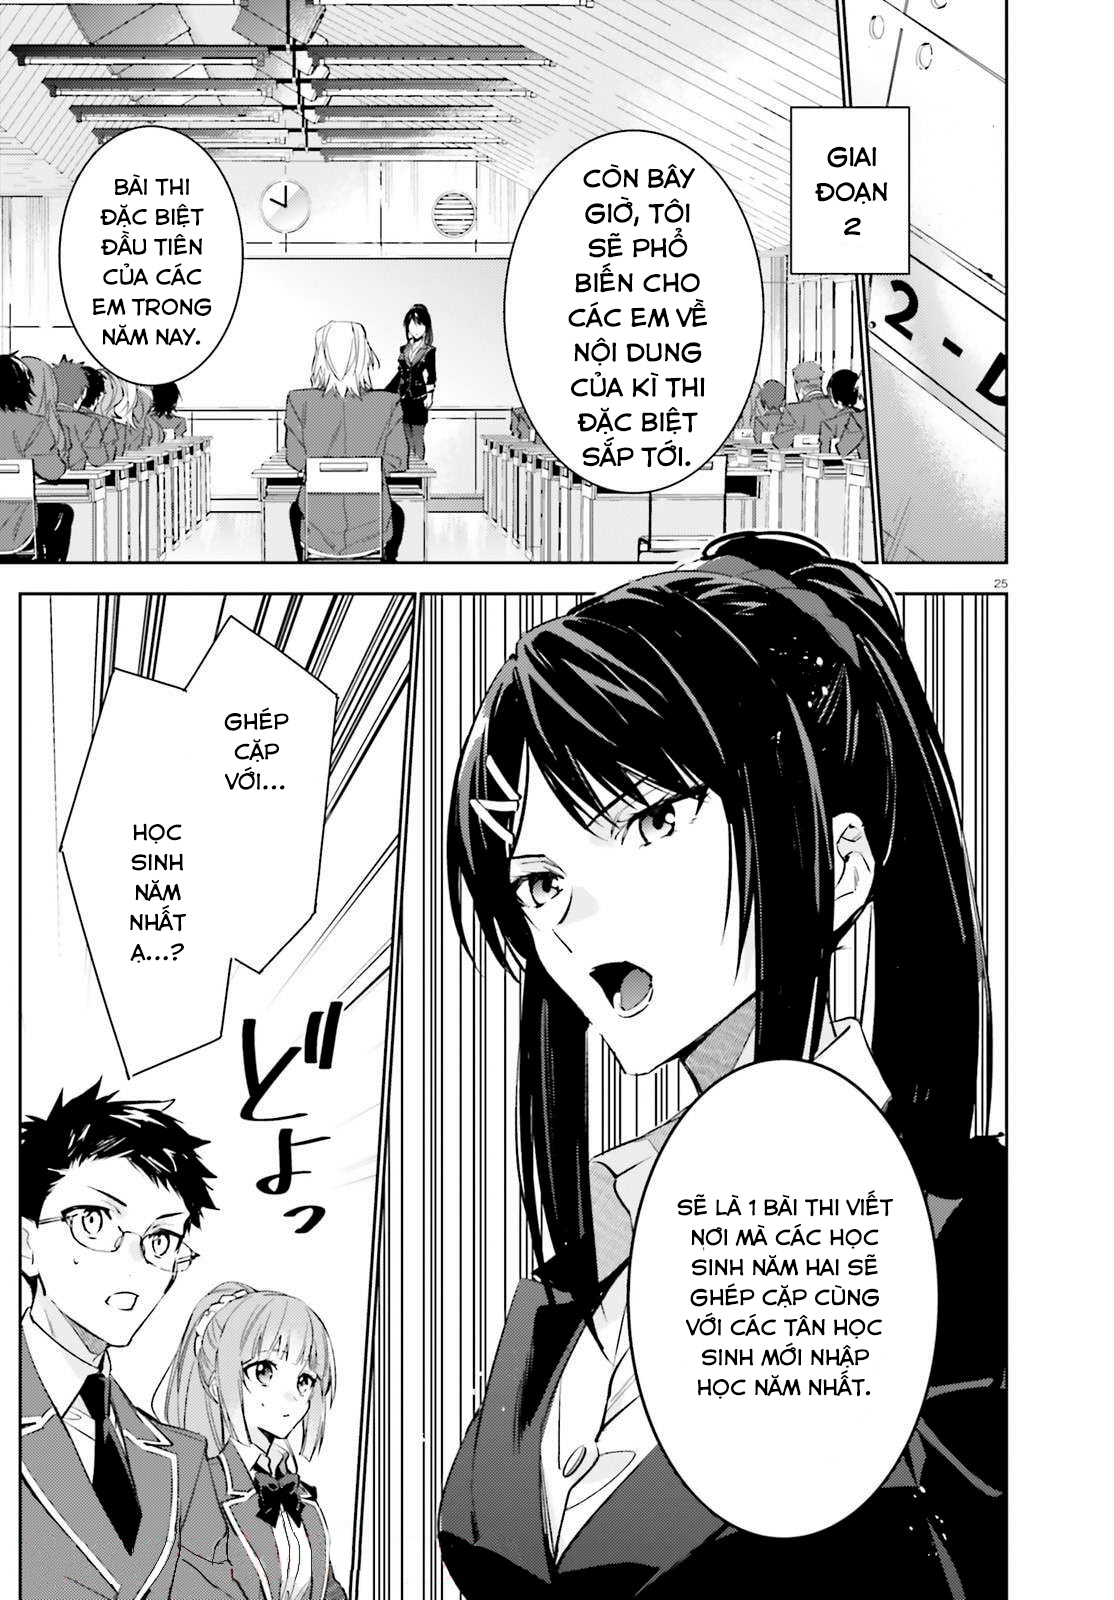 GIAI
ĐOẠN
2
.2-D
CÒN BÂY
GIỜ, TÔI
SẼ PHỔ
BIẾN CHO
CÁC EM VỀ
NỘI DUNG
CỦA KÌ THI
ĐẶC BIỆT
SẮP TỚI.
BÀI THI
ĐẶC BIỆT
ĐẦU TIÊN
CỦA CÁC
EM TRONG
NĂM NAY.
25
SẼ LÀ 1 BÀI THI VIẾT
NƠI MÀ CÁC HỌC
SINH NĂM HAI SẼ
GHÉP CẶP CÙNG
VỚI CÁC TÂN HỌC
SINH MỚI NHẬP
HỌC NĂM NHẤT.
GHÉP
CẶP
VỚI...
HỌC
SINH
NĂM
NHẤT
Ạ...?
どよっ